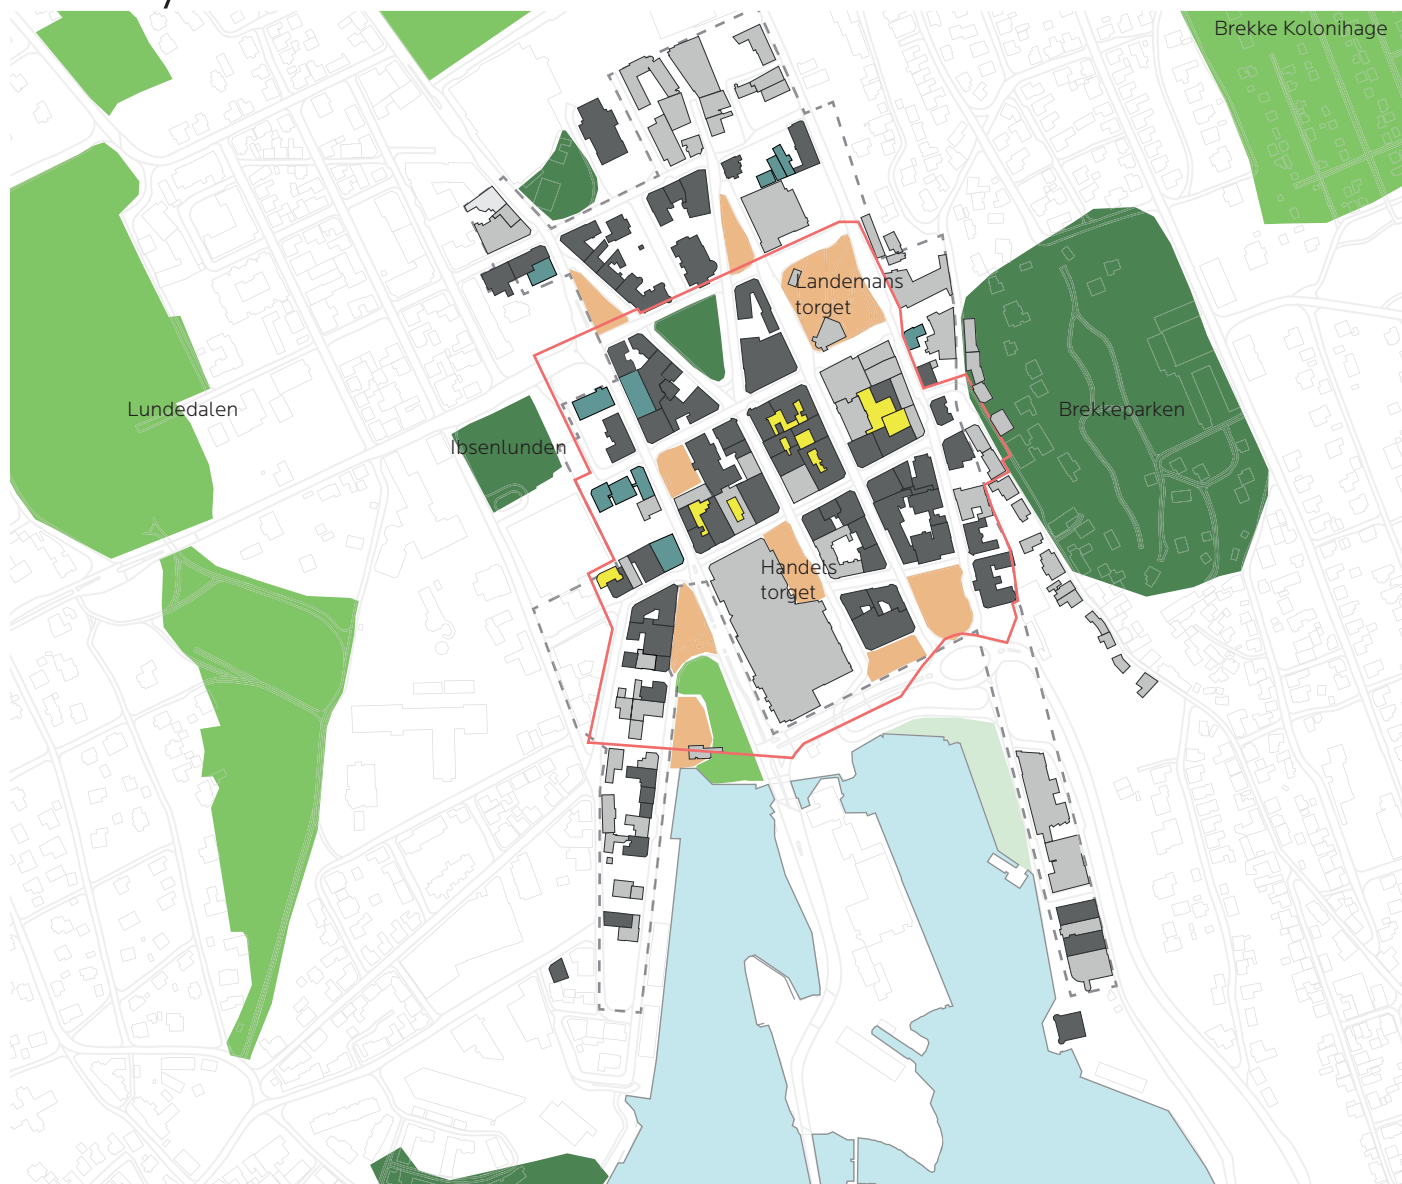 Brekke Kolonihage
Landemans
torget
Lundedalen
Brekkeparken
Ibsenlunden
Handels
torget